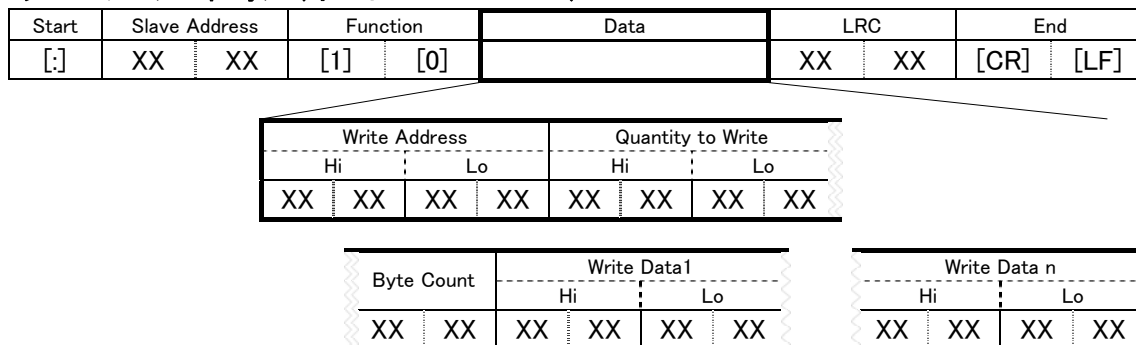 Start Slave Address Function Data LRC End
[:] XX XX [1] [0] XX XX [CR] [LF]
Write Address Quantity to Write
Hi Lo Hi Lo
XX XX XX XX XX XX XX XX
Byte Count Write Data1 Write Data n
Hi Lo Hi Lo
XX XX XX XX XX XX XX XX XX XX